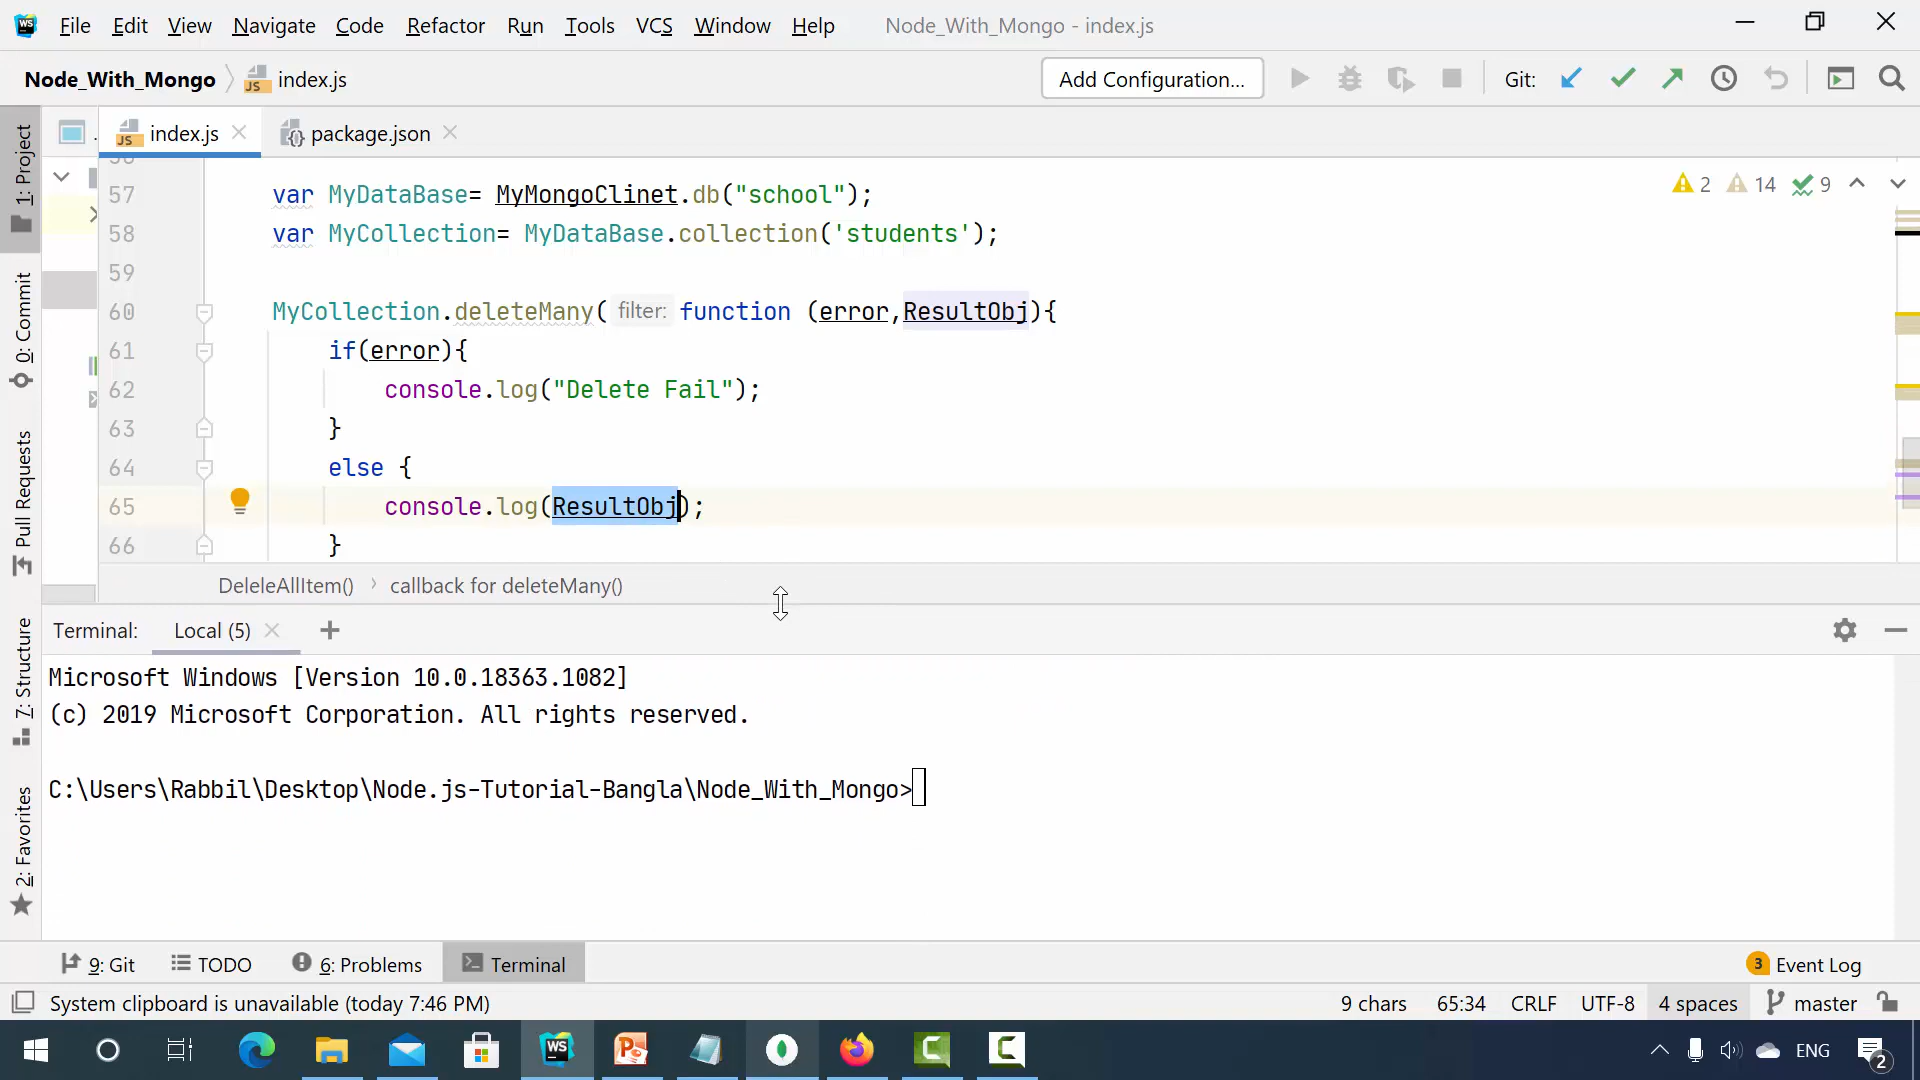 File Edit View Navigate Code Refactor Run Tools VCS Window Help Node_With_Mongo - index.js
Node_With_Mongo index.js Add Configuration... Git:
index.js package.json
2 14 9
57 var MyDataBase= MyMongoClinet.db("school");
58 var MyCollection= MyDataBase.collection('students');
59
60 MyCollection.deleteMany( filter: function (error,ResultObj){
61 if(error){
62 console.log("Delete Fail");
63 }
64 else {
65 console.log(ResultObj);
66 }
DeleleAllItem() callback for deleteMany()
1: Project
0: Commit
Pull Requests
7: Structure
2: Favorites
Terminal: Local (5)
Microsoft Windows [Version 10.0.18363.1082]
(c) 2019 Microsoft Corporation. All rights reserved.
C:\Users\Rabbil\Desktop\Node.js-Tutorial-Bangla\Node_With_Mongo>
9: Git TODO 6: Problems Terminal 3 Event Log
System clipboard is unavailable (today 7:46 PM) 9 chars 65:34 CRLF UTF-8 4 spaces master
ENG 2